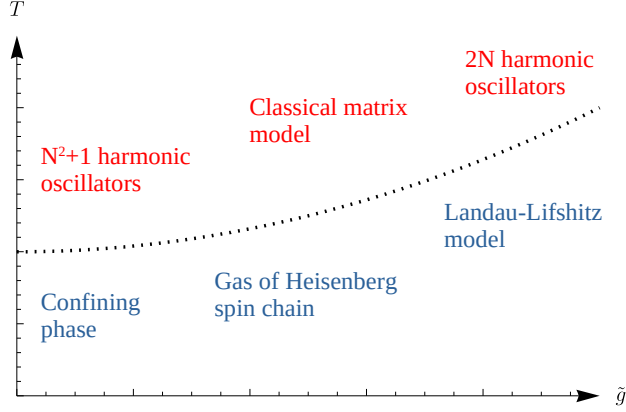 T
2N harmonic
oscillators
Classical matrix
model
N²+1 harmonic
oscillators
Landau-Lifshitz
model
Gas of Heisenberg
spin chain
Confining
phase
g̃